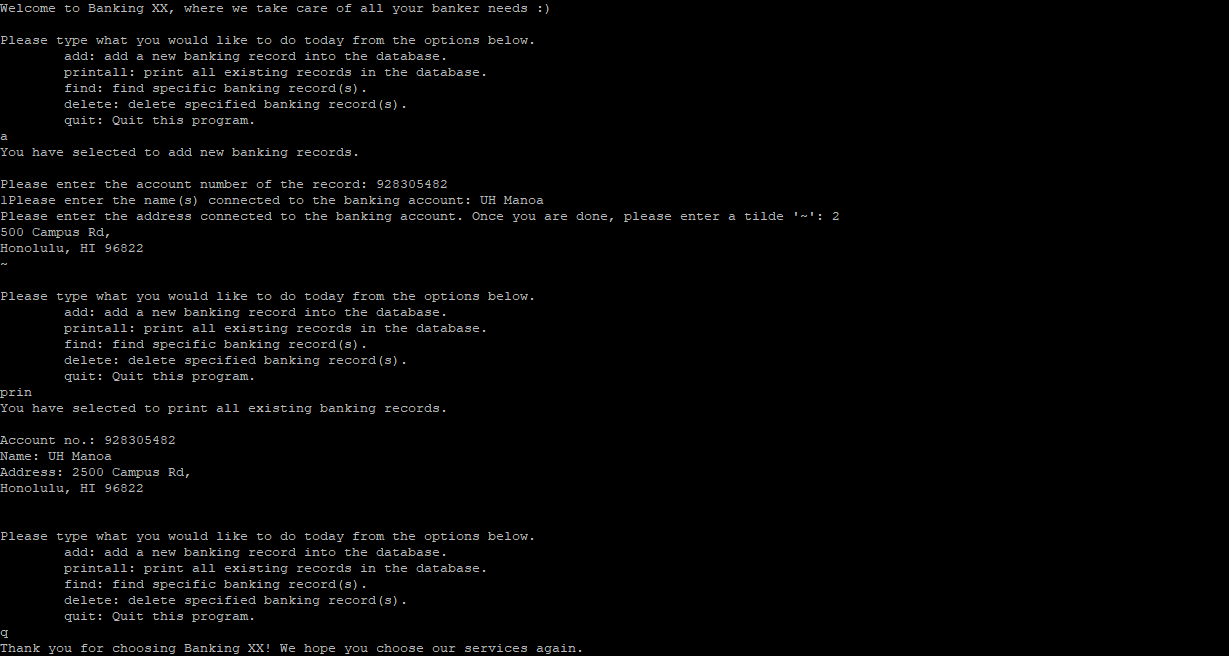 Welcome to Banking XX, where we take care of all your banker needs :)
Please type what you would like to do today from the options below.
add: add a new banking record into the database.
printall: print all existing records in the database.
find: find specific banking record(s).
delete: delete specified banking record(s).
quit: Quit this program.
a
You have selected to add new banking records.
Please enter the account number of the record: 928305482
lPlease enter the name(s) connected to the banking account: UH Manoa
Please enter the address connected to the banking account. Once you are done, please enter a tilde '~': 2
500 Campus Rd,
Honolulu, HI 96822
~
Please type what you would like to do today from the options below.
add: add a new banking record into the database.
printall: print all existing records in the database.
find: find specific banking record(s).
delete: delete specified banking record(s).
quit: Quit this program.
prin
You have selected to print all existing banking records.
Account no.: 928305482
Name: UH Manoa
Address: 2500 Campus Rd,
Honolulu, HI 96822
Please type what you would like to do today from the options below.
add: add a new banking record into the database.
printall: print all existing records in the database.
find: find specific banking record(s).
delete: delete specified banking record(s).
quit: Quit this program.
q
Thank you for choosing Banking XX! We hope you choose our services again.